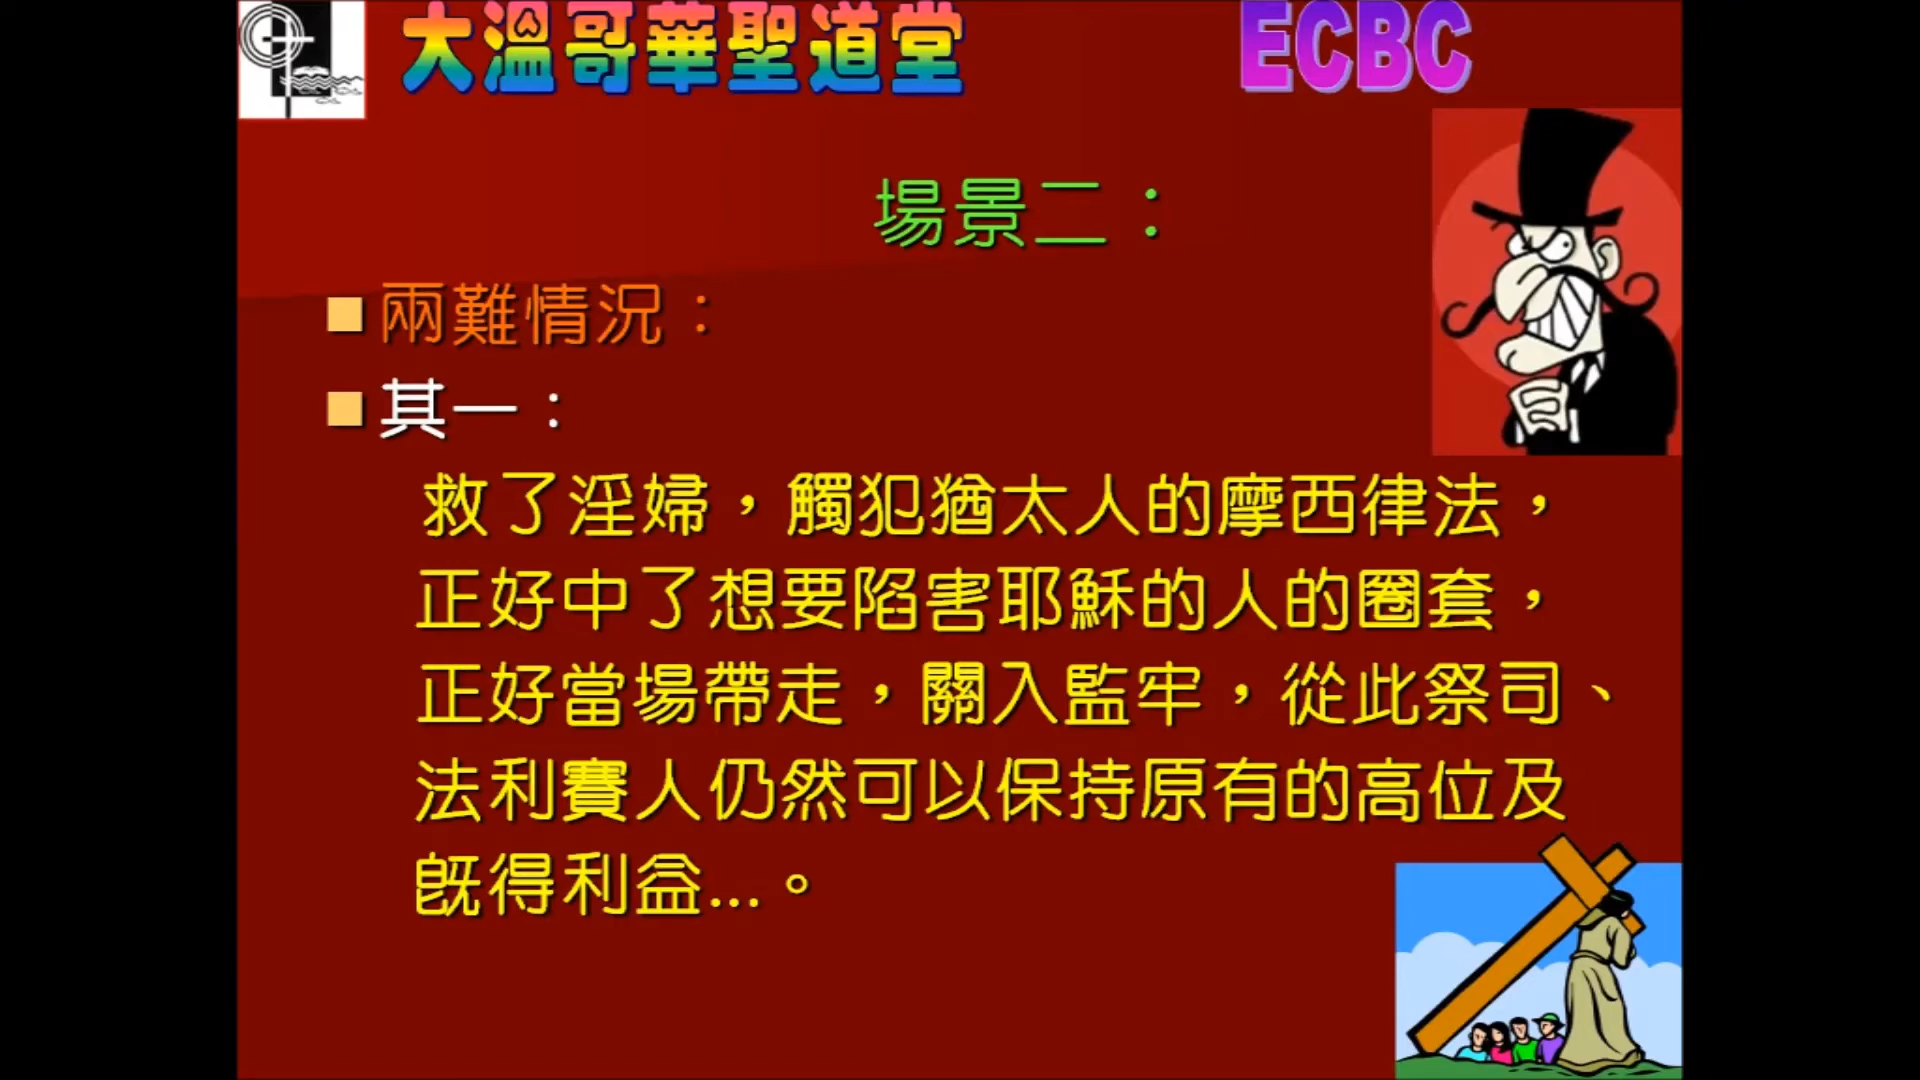 大溫哥華聖道堂 ECBC
場景二：
兩難情況：
其一：
救了淫婦，觸犯猶太人的摩西律法，
正好中了想要陷害耶穌的人的圈套，
正好當場帶走，關入監牢，從此祭司、
法利賽人仍然可以保持原有的高位及
既得利益...。